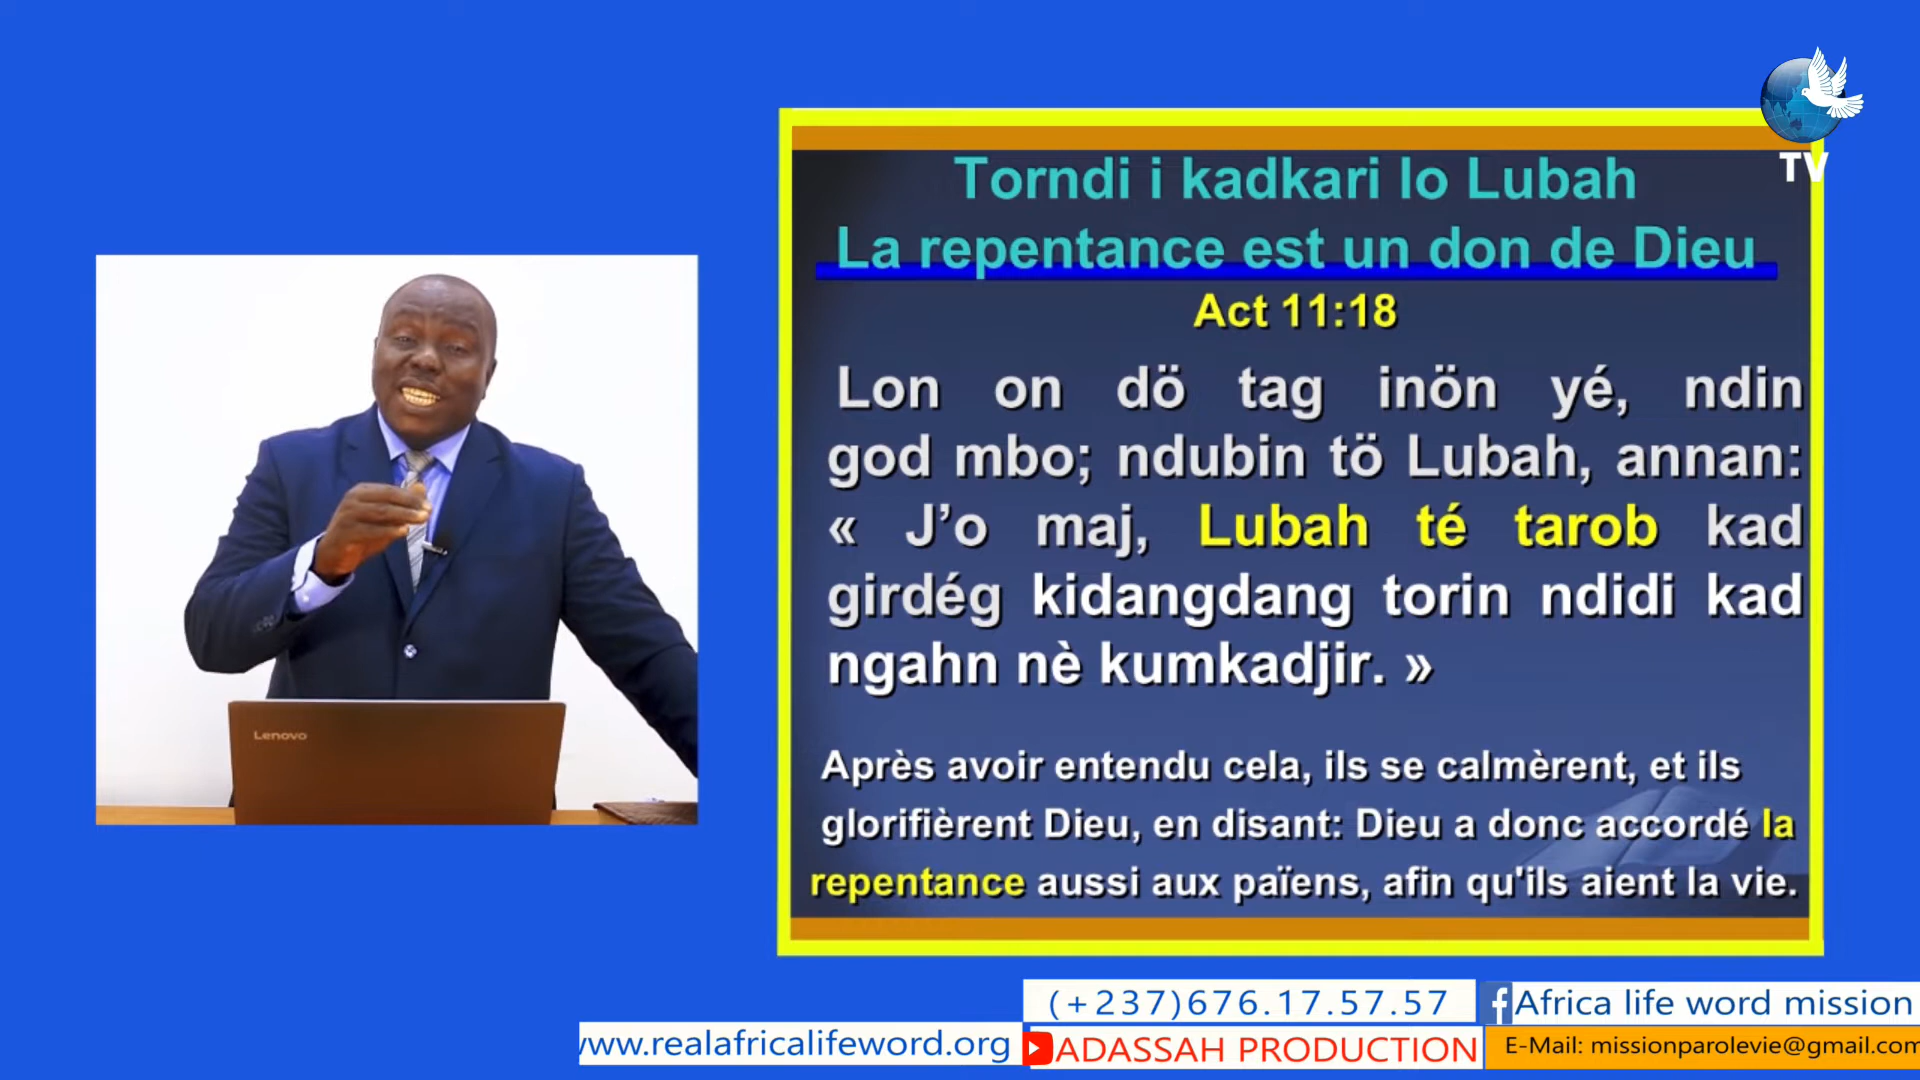 TV
Torndi i kadkari lo Lubah
La repentance est un don de Dieu
Act 11:18
Lon on dö tag inön yé, ndin
god mbo; ndubin tö Lubah, annan:
« J’o maj, Lubah té tarob kad
girdég kidangdang torin ndidi kad
ngahn nè kumkadjir. »
Après avoir entendu cela, ils se calmèrent, et ils
glorifièrent Dieu, en disant: Dieu a donc accordé la
repentance aussi aux païens, afin qu'ils aient la vie.
Lenovo
(+237)676.17.57.57
Africa life word mission
www.realafricalifeword.org
ADASSAH PRODUCTION
E-Mail: missionparolevie@gmail.com